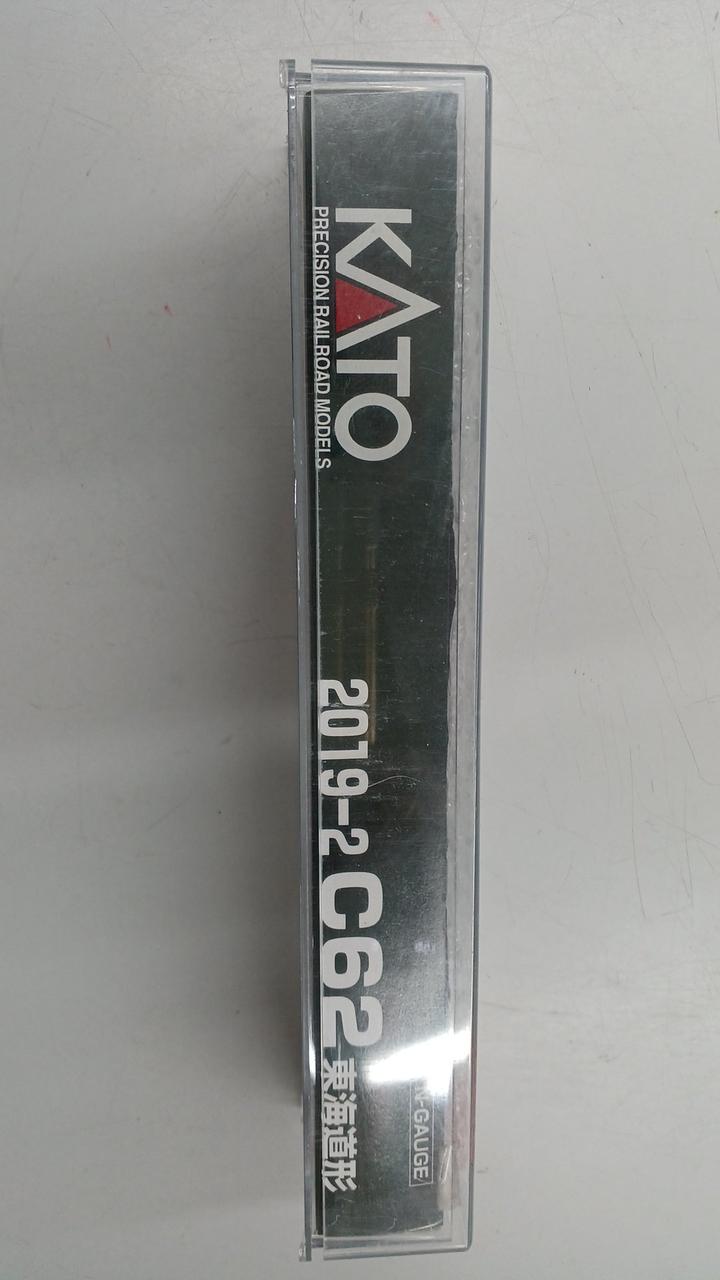 KATO
PRECISION RAILROAD MODELS
N-GAUGE
2019-2 C62 東海道形